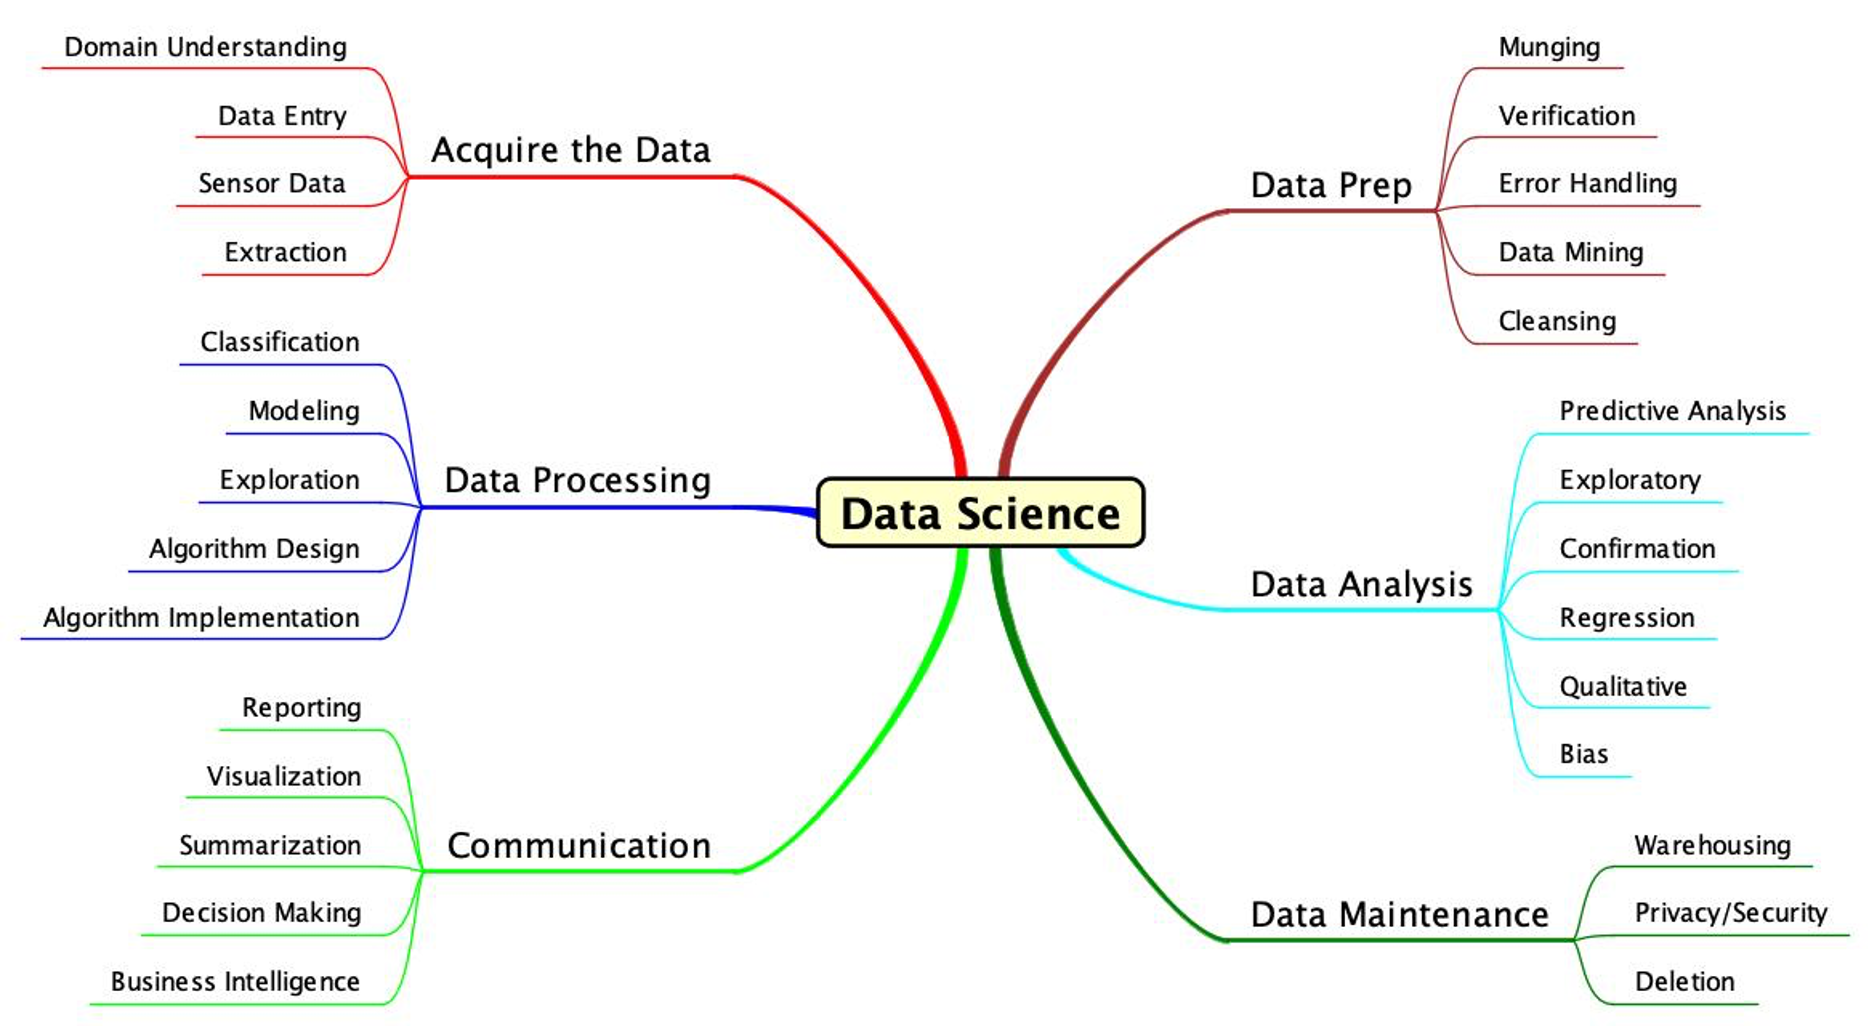 Data Science
Acquire the Data
Domain Understanding
Data Entry
Sensor Data
Extraction
Data Processing
Classification
Modeling
Exploration
Algorithm Design
Algorithm Implementation
Communication
Reporting
Visualization
Summarization
Decision Making
Business Intelligence
Data Prep
Munging
Verification
Error Handling
Data Mining
Cleansing
Data Analysis
Predictive Analysis
Exploratory
Confirmation
Regression
Qualitative
Bias
Data Maintenance
Warehousing
Privacy/Security
Deletion